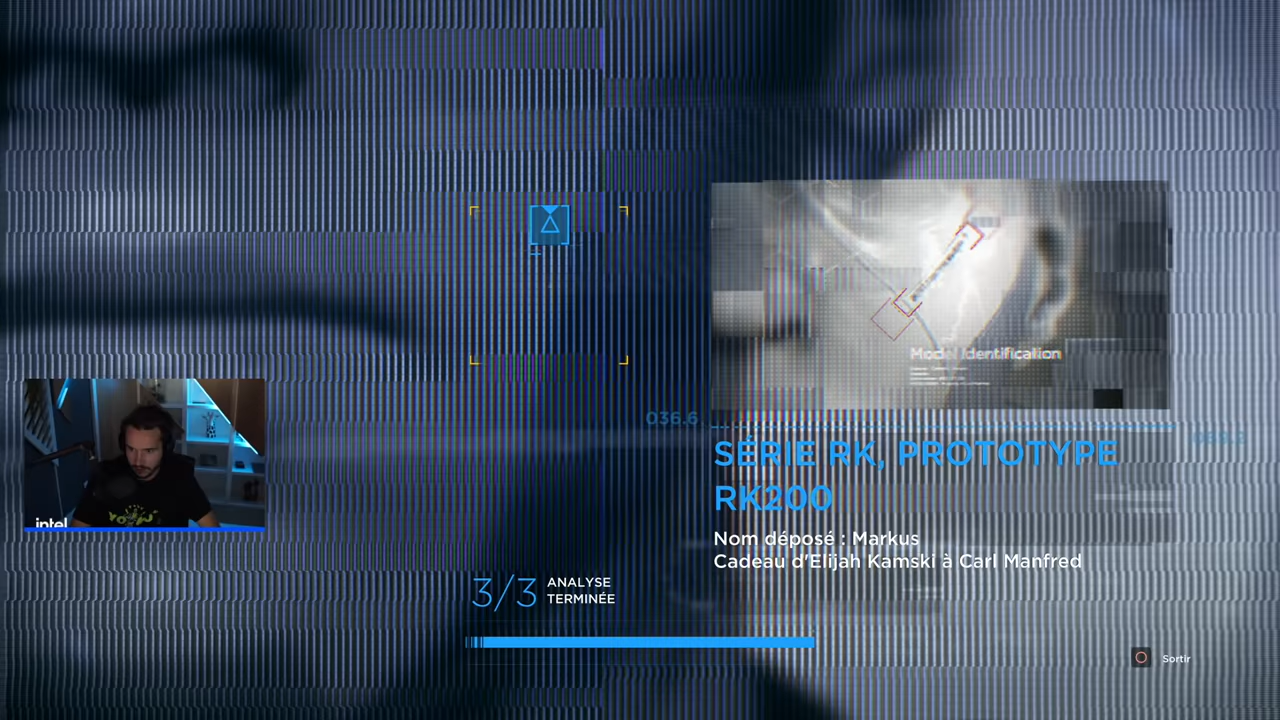 Model Identification
036.6
SÉRIE RK, PROTOTYPE
RK200
Nom déposé : Markus
Cadeau d'Elijah Kamski à Carl Manfred
intel
3/3 ANALYSE
TERMINÉE
Sortir